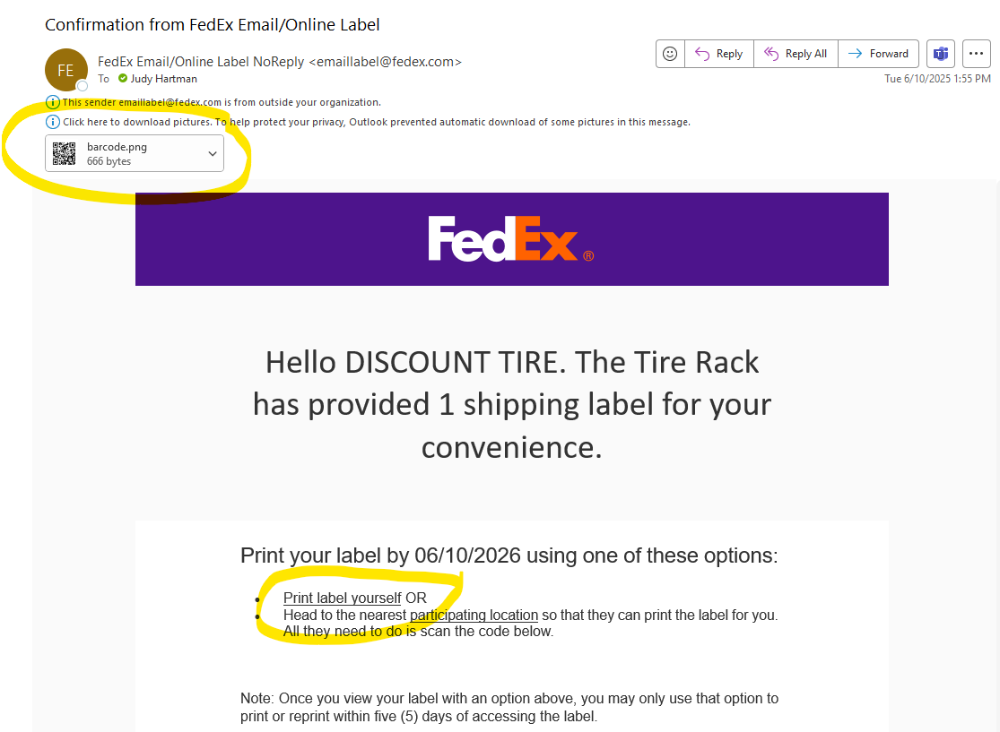 Confirmation from FedEx Email/Online Label
FE
FedEx Email/Online Label NoReply <emaillabel@fedex.com>
To Judy Hartman
Reply
Reply All
Forward
Tue 6/10/2025 1:55 PM
This sender emaillabel@fedex.com is from outside your organization.
Click here to download pictures. To help protect your privacy, Outlook prevented automatic download of some pictures in this message.
barcode.png
666 bytes
FedEx®
Hello DISCOUNT TIRE. The Tire Rack
has provided 1 shipping label for your
convenience.
Print your label by 06/10/2026 using one of these options:
• Print label yourself OR
• Head to the nearest participating location so that they can print the label for you.
All they need to do is scan the code below.
Note: Once you view your label with an option above, you may only use that option to
print or reprint within five (5) days of accessing the label.